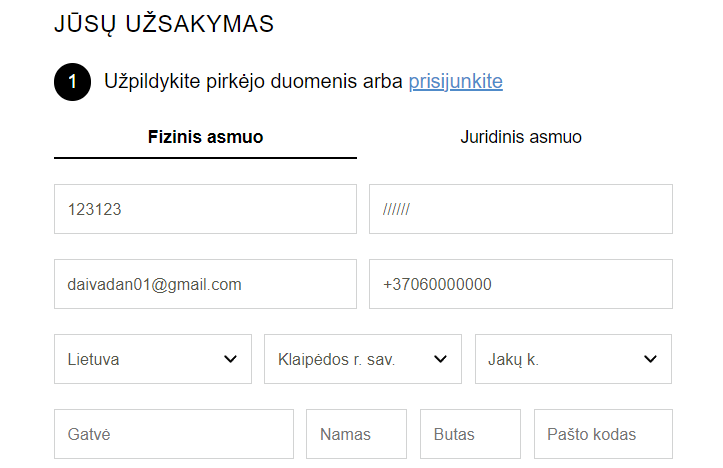 JŪSŲ UŽSAKYMAS
1 Užpildykite pirkėjo duomenis arba prisijunkite
Fizinis asmuo Juridinis asmuo
123123 //////
daivadan01@gmail.com +37060000000
Lietuva Klaipėdos r. sav. Jakų k.
Gatvė Namas Butas Pašto kodas